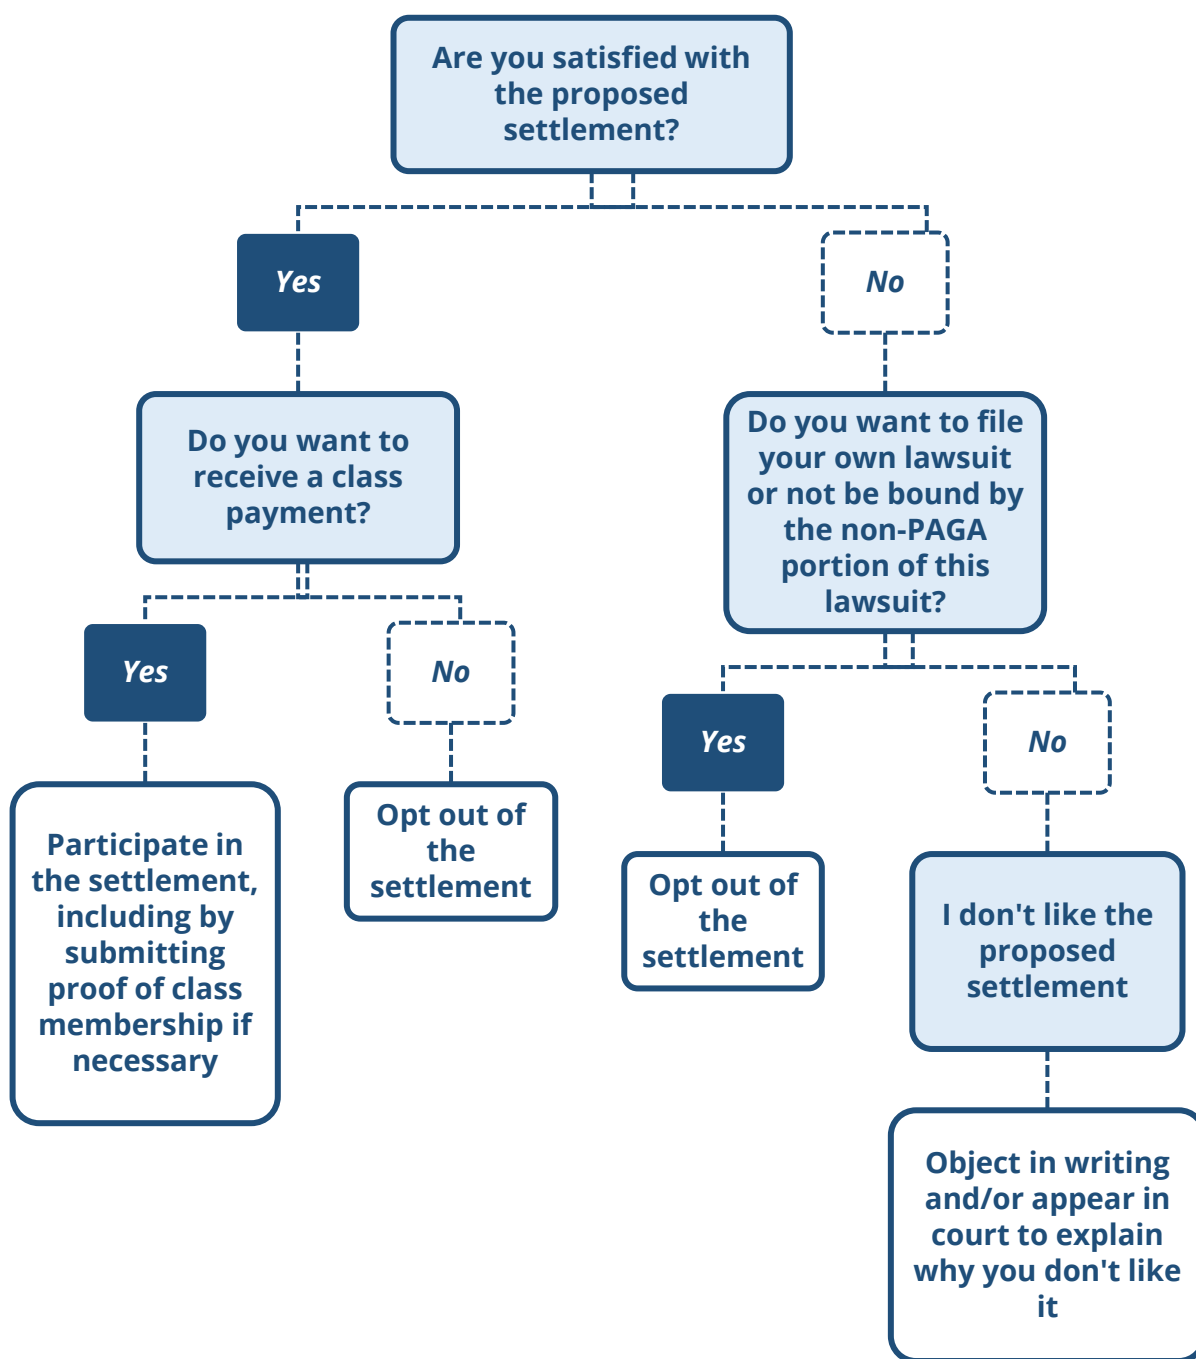 Are you satisfied with
the proposed
settlement?
Yes
No
Do you want to
receive a class
payment?
Do you want to file
your own lawsuit
or not be bound by
the non-PAGA
portion of this
lawsuit?
Yes
No
Yes
No
Participate in
the settlement,
including by
submitting
proof of class
membership if
necessary
Opt out of
the
settlement
Opt out of
the
settlement
I don't like the
proposed
settlement
Object in writing
and/or appear in
court to explain
why you don't like
it